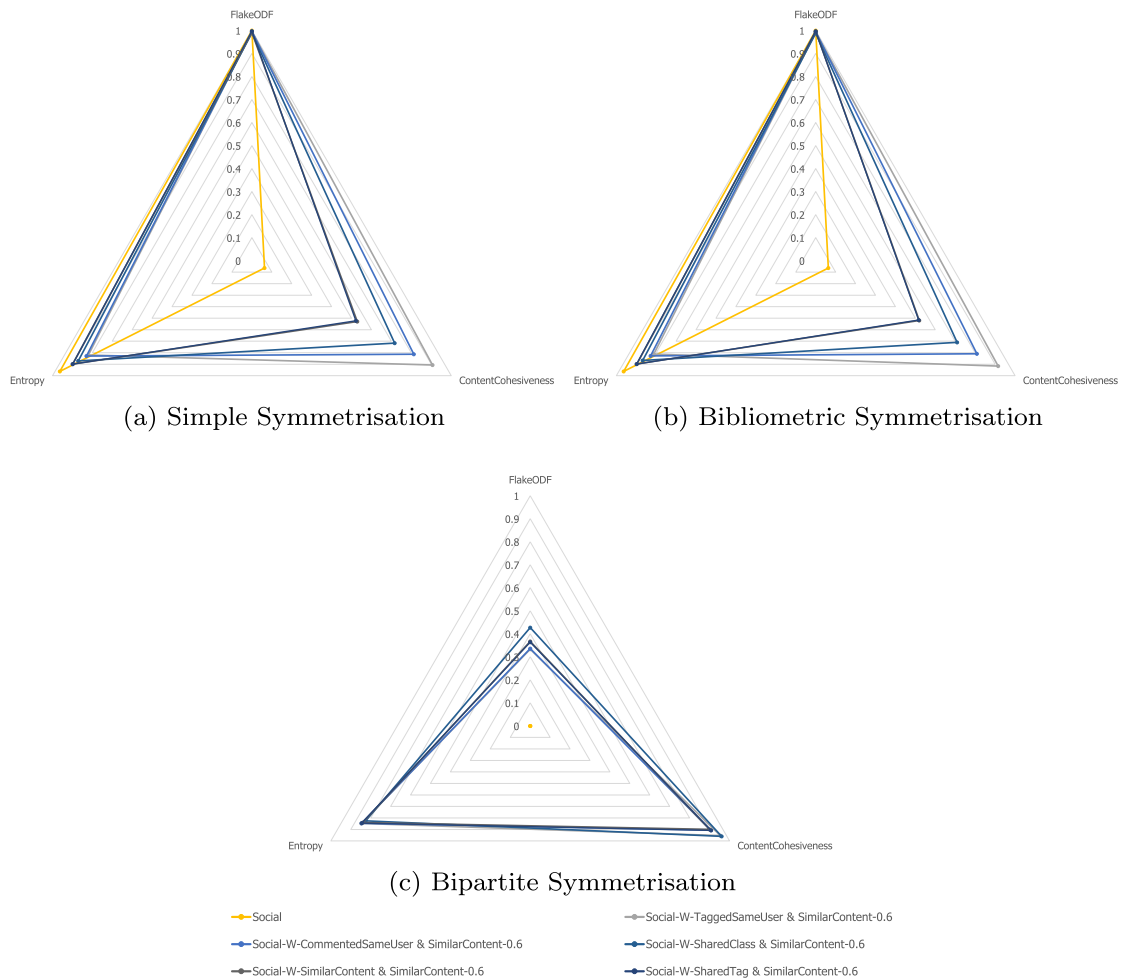 FlakeODF
1
0.9
0.8
0.7
0.6
0.5
0.4
0.3
0.2
0.1
0
Entropy
ContentCohesiveness
(a) Simple Symmetrisation
FlakeODF
1
0.9
0.8
0.7
0.6
0.5
0.4
0.3
0.2
0.1
0
Entropy
ContentCohesiveness
(b) Bibliometric Symmetrisation
FlakeODF
1
0.9
0.8
0.7
0.6
0.5
0.4
0.3
0.2
0.1
0
Entropy
ContentCohesiveness
(c) Bipartite Symmetrisation
Social
Social-W-TaggedSameUser & SimilarContent-0.6
Social-W-CommentedSameUser & SimilarContent-0.6
Social-W-SharedClass & SimilarContent-0.6
Social-W-SimilarContent & SimilarContent-0.6
Social-W-SharedTag & SimilarContent-0.6